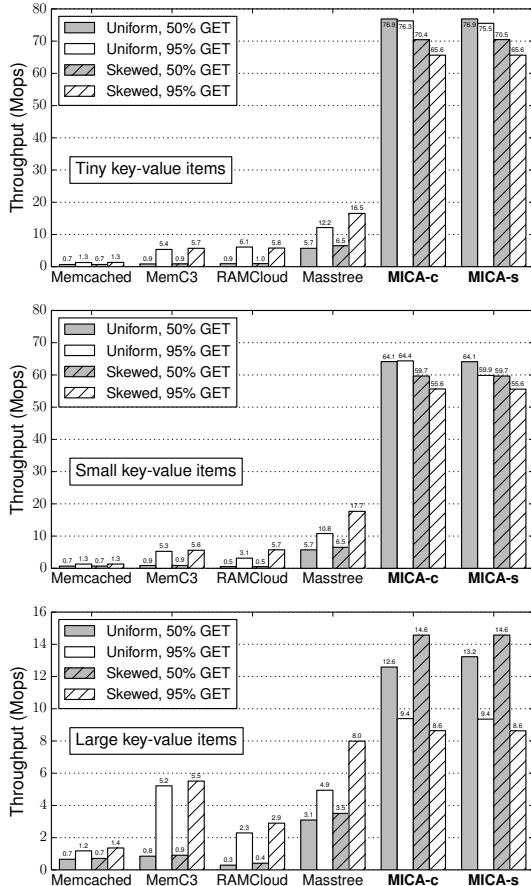 80
70
60
50
40
30
20
10
0
Throughput (Mops)
Uniform, 50% GET
Uniform, 95% GET
Skewed, 50% GET
Skewed, 95% GET
Tiny key-value items
0.7 1.3 0.7 1.3
0.9 5.4 0.9 5.7
0.9 6.1 1.0 5.8
5.7 12.2 6.5 16.5
76.9 76.3 70.4 65.6
76.9 75.5 70.5 65.6
Memcached MemC3 RAMCloud Masstree MICA-c MICA-s
80
70
60
50
40
30
20
10
0
Throughput (Mops)
Uniform, 50% GET
Uniform, 95% GET
Skewed, 50% GET
Skewed, 95% GET
Small key-value items
0.7 1.3 0.7 1.3
0.9 5.3 0.9 5.6
0.5 3.1 0.5 5.7
5.7 10.8 6.5 17.7
64.1 64.4 59.7 55.6
64.1 59.9 59.7 55.6
Memcached MemC3 RAMCloud Masstree MICA-c MICA-s
16
14
12
10
8
6
4
2
0
Throughput (Mops)
Uniform, 50% GET
Uniform, 95% GET
Skewed, 50% GET
Skewed, 95% GET
Large key-value items
0.7 1.2 0.7 1.4
0.8 5.2 0.9 5.5
0.3 2.3 0.4 2.9
3.1 4.9 3.5 8.0
12.6 9.4 14.6 8.6
13.2 9.4 14.6 8.6
Memcached MemC3 RAMCloud Masstree MICA-c MICA-s